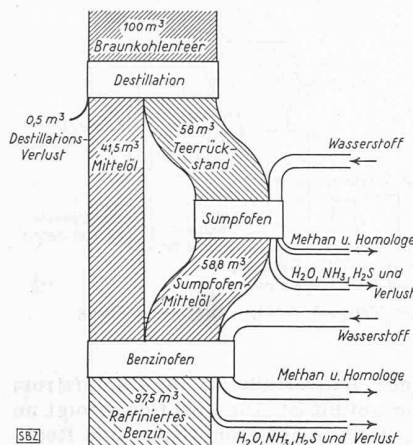 100 m³
Braunkohlenteer
Destillation
0,5 m³
Destillations-
Verlust
41,5 m³
Mittelöl
58 m³
Teerrück-
stand
Wasserstoff
Sumpfofen
Methan u. Homologe
H₂O, NH₃, H₂S und
Verlust
58,8 m³
Sumpfofen-
Mittelöl
Wasserstoff
Benzinofen
Methan u. Homologe
97,5 m³
Raffiniertes
Benzin
H₂O, NH₃, H₂S u. Verlust
SBZ